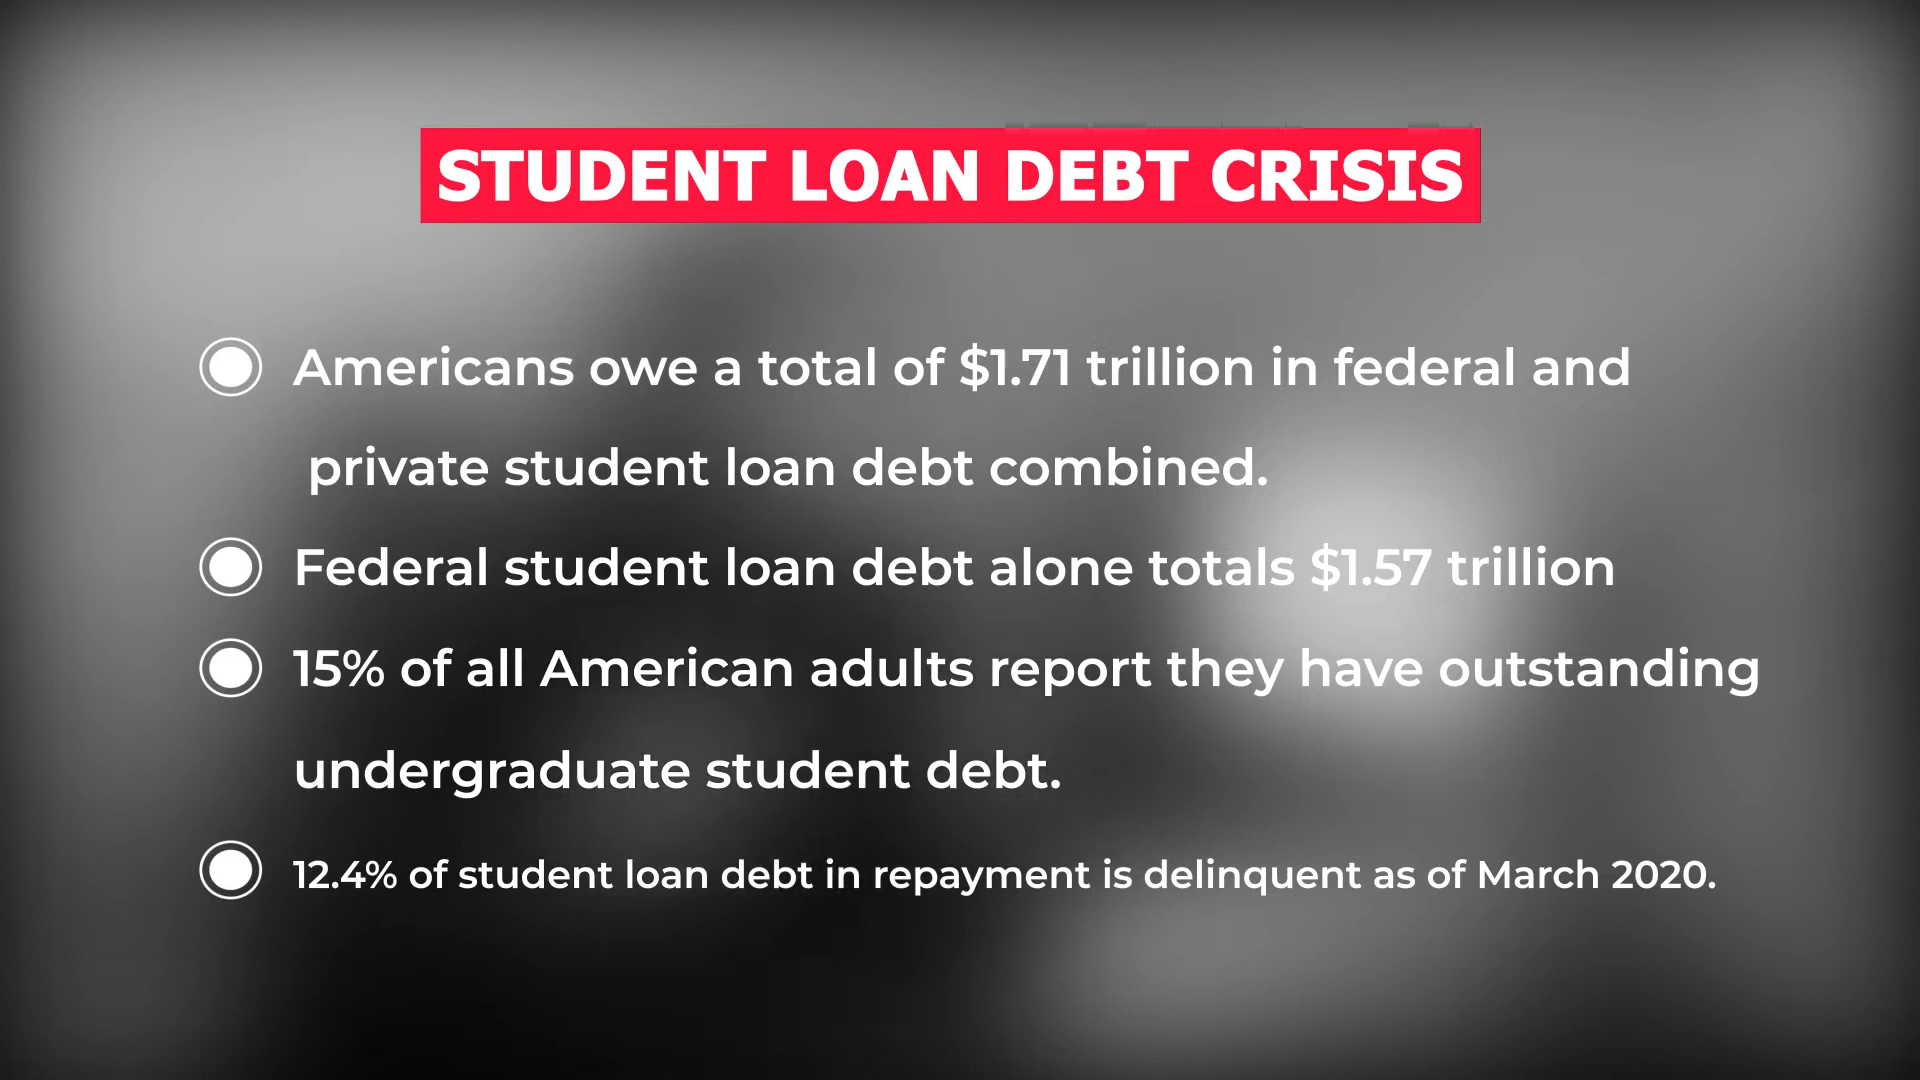 STUDENT LOAN DEBT CRISIS
Americans owe a total of $1.71 trillion in federal and
private student loan debt combined.
Federal student loan debt alone totals $1.57 trillion
15% of all American adults report they have outstanding
undergraduate student debt.
12.4% of student loan debt in repayment is delinquent as of March 2020.